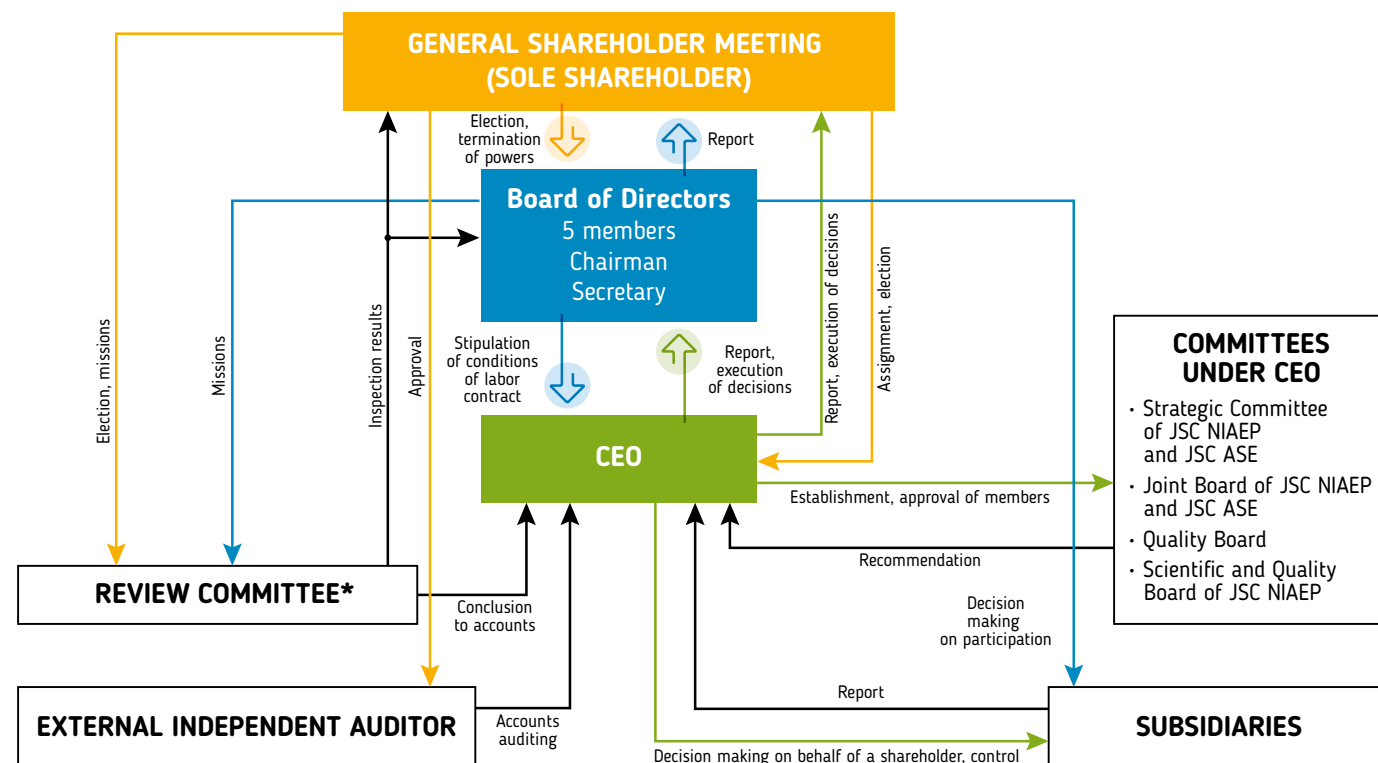 GENERAL SHAREHOLDER MEETING
(SOLE SHAREHOLDER)
Election,
termination
of powers
Report
Board of Directors
5 members
Chairman
Secretary
Election, missions
Missions
Inspection results
Approval
Stipulation
of conditions
of labor
contract
Report,
execution
of decisions
Report, execution of decisions
Assignment, election
COMMITTEES
UNDER CEO
· Strategic Committee
of JSC NIAEP
and JSC ASE
· Joint Board of JSC NIAEP
and JSC ASE
· Quality Board
· Scientific and Quality
Board of JSC NIAEP
CEO
Establishment, approval of members
Recommendation
REVIEW COMMITTEE*
Conclusion
to accounts
Decision
making
on participation
EXTERNAL INDEPENDENT AUDITOR
Accounts
auditing
Report
SUBSIDIARIES
Decision making on behalf of a shareholder, control